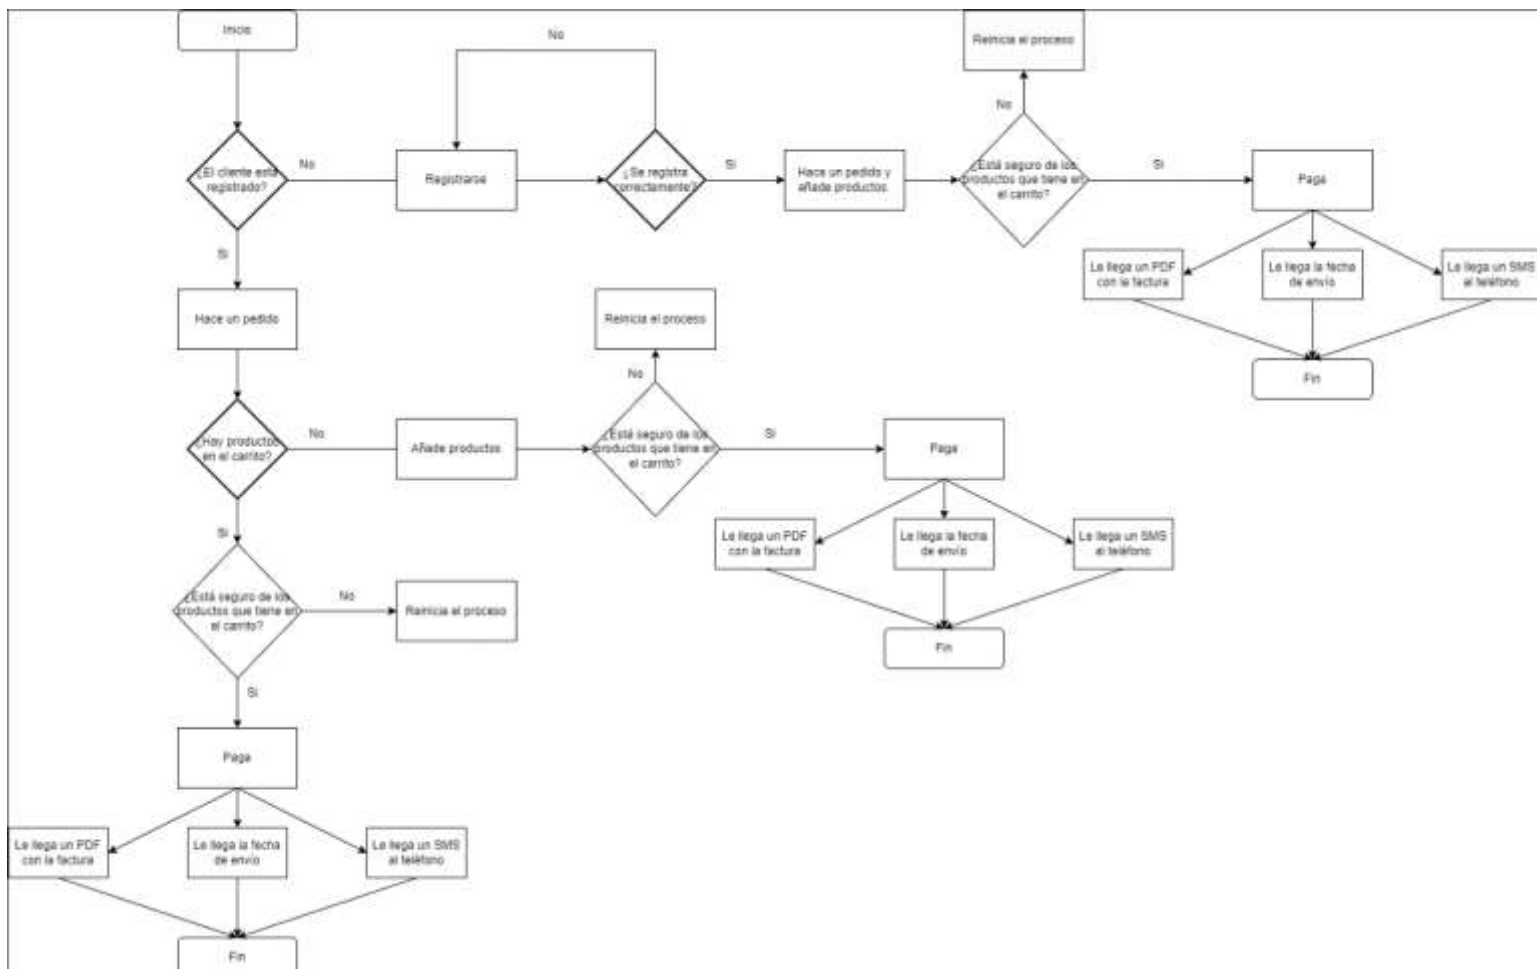 Inicio
No
Reinicia el proceso
No
¿El cliente está
registrado?
No
Registrarse
¿Se registra
correctamente?
Si
Hace un pedido y
añade productos
¿Está seguro de los
productos que tiene en
el carrito?
Si
Paga
Si
Le llega un PDF
con la factura
Le llega la fecha
de envío
Le llega un SMS
al teléfono
Hace un pedido
Reinicia el proceso
Fin
No
¿Hay productos
en el carrito?
No
Añade productos
¿Está seguro de los
productos que tiene en
el carrito?
Si
Paga
Si
Le llega un PDF
con la factura
Le llega la fecha
de envío
Le llega un SMS
al teléfono
¿Está seguro de los
productos que tiene en
el carrito?
No
Reinicia el proceso
Fin
Si
Paga
Le llega un PDF
con la factura
Le llega la fecha
de envío
Le llega un SMS
al teléfono
Fin